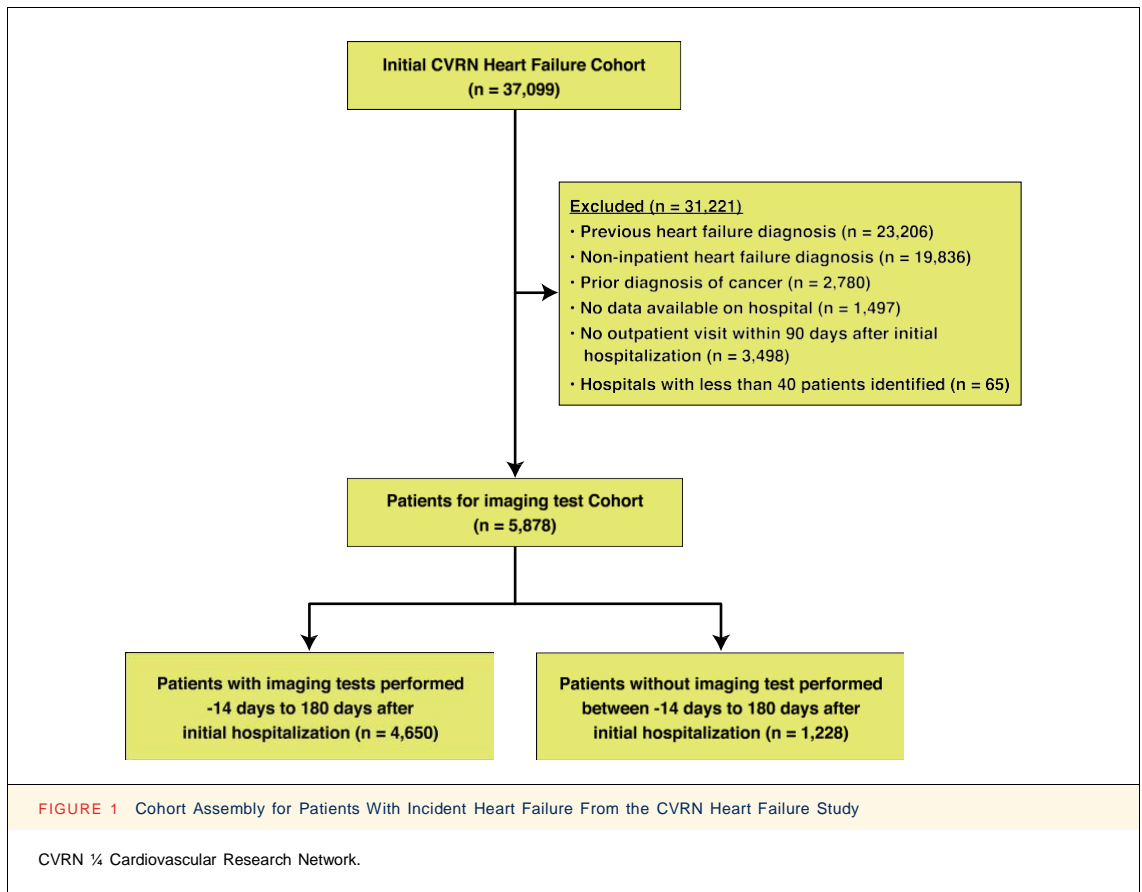 Initial CVRN Heart Failure Cohort
(n = 37,099)
Excluded (n = 31,221)
· Previous heart failure diagnosis (n = 23,206)
· Non-inpatient heart failure diagnosis (n = 19,836)
· Prior diagnosis of cancer (n = 2,780)
· No data available on hospital (n = 1,497)
· No outpatient visit within 90 days after initial
hospitalization (n = 3,498)
· Hospitals with less than 40 patients identified (n = 65)
Patients for imaging test Cohort
(n = 5,878)
Patients with imaging tests performed
-14 days to 180 days after
initial hospitalization (n = 4,650)
Patients without imaging test performed
between -14 days to 180 days after
initial hospitalization (n = 1,228)
FIGURE 1 Cohort Assembly for Patients With Incident Heart Failure From the CVRN Heart Failure Study
CVRN ¼ Cardiovascular Research Network.